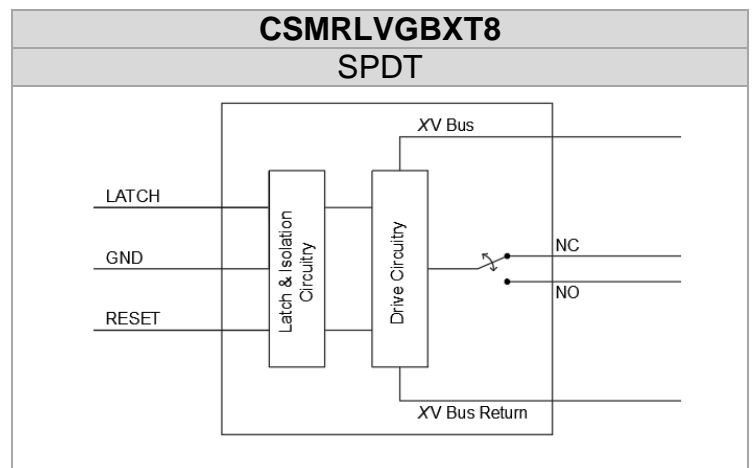 CSMRLVGBXT8
SPDT
XV Bus
LATCH
GND
RESET
Latch & Isolation
Circuitry
Drive Circuitry
NC
NO
XV Bus Return